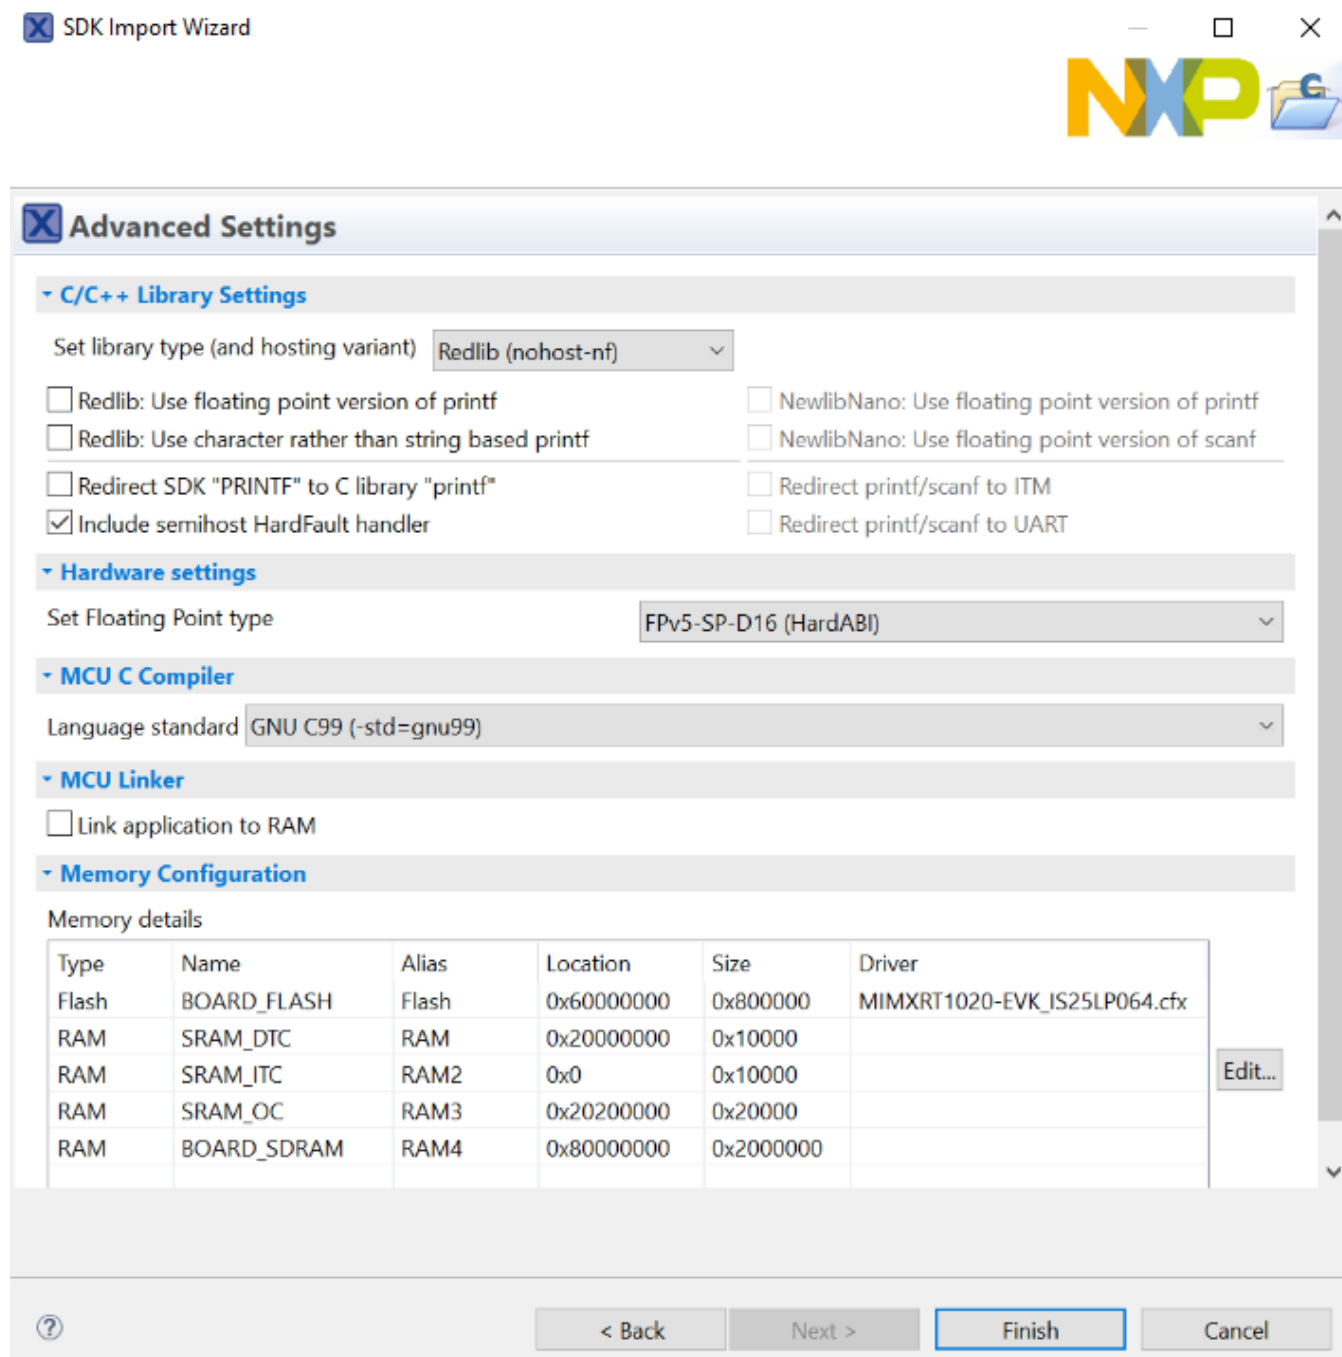 SDK Import Wizard
NXP
Advanced Settings
C/C++ Library Settings
Set library type (and hosting variant) Redlib (nohost-nf)
Redlib: Use floating point version of printf NewlibNano: Use floating point version of printf
Redlib: Use character rather than string based printf NewlibNano: Use floating point version of scanf
Redirect SDK "PRINTF" to C library "printf" Redirect printf/scanf to ITM
Include semihost HardFault handler Redirect printf/scanf to UART
Hardware settings
Set Floating Point type FPv5-SP-D16 (HardABI)
MCU C Compiler
Language standard GNU C99 (-std=gnu99)
MCU Linker
Link application to RAM
Memory Configuration
Memory details
Type Name Alias Location Size Driver
Flash BOARD_FLASH Flash 0x60000000 0x800000 MIMXRT1020-EVK_IS25LP064.cfx
RAM SRAM_DTC RAM 0x20000000 0x10000
RAM SRAM_ITC RAM2 0x0 0x10000 Edit...
RAM SRAM_OC RAM3 0x20200000 0x20000
RAM BOARD_SDRAM RAM4 0x80000000 0x2000000
< Back Next > Finish Cancel